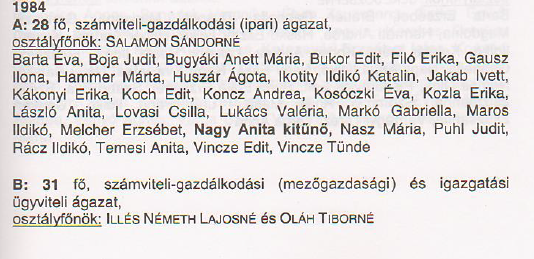 1984
A: 28 fő, számviteli-gazdálkodási (ipari) ágazat,
osztályfőnök: SALAMON SÁNDORNÉ
Barta Éva, Boja Judit, Bugyáki Anett Mária, Bukor Edit, Filó Erika, Gausz
Ilona, Hammer Márta, Huszár Ágota, Ikotity Ildikó Katalin, Jakab Ivett,
Kákonyi Erika, Koch Edit, Koncz Andrea, Kosóczki Éva, Kozla Erika,
László Anita, Lovasi Csilla, Lukács Valéria, Markó Gabriella, Maros
Ildikó, Melcher Erzsébet, Nagy Anita kitűnő, Nasz Mária, Puhl Judit,
Rácz Ildikó, Temesi Anita, Vincze Edit, Vincze Tünde
B: 31 fő, számviteli-gazdálkodási (mezőgazdasági) és igazgatási
ügyviteli ágazat,
osztályfőnök: ILLÉS NÉMETH LAJOSNÉ ÉS OLÁH TIBORNÉ